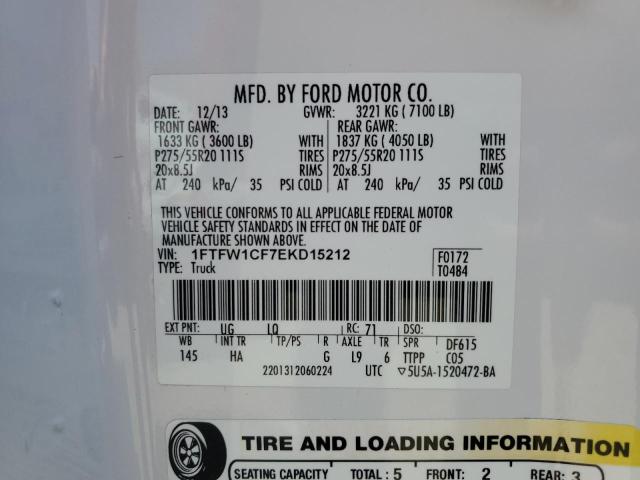 MFD. BY FORD MOTOR CO.
DATE: 12/13 GVWR: 3221 KG ( 7100 LB)
FRONT GAWR: REAR GAWR:
1633 KG ( 3600 LB) WITH 1837 KG ( 4050 LB) WITH
P275/55R20 111S TIRES P275/55R20 111S TIRES
20x8.5J RIMS 20x8.5J RIMS
AT 240 kPa/ 35 PSI COLD AT 240 kPa/ 35 PSI COLD
THIS VEHICLE CONFORMS TO ALL APPLICABLE FEDERAL MOTOR
VEHICLE SAFETY STANDARDS IN EFFECT ON THE DATE OF
MANUFACTURE SHOWN ABOVE.
VIN: 1FTFW1CF7EKD15212 F0172
TYPE: Truck T0484
EXT PNT: UG LQ RC: 71 DSO:
WB INT TR TP/PS R AXLE TR SPR DF615
145 HA G L9 6 TTPP C05
2201312060224 UTC ▽5U5A-1520472-BA
TIRE AND LOADING INFORMATION
SEATING CAPACITY TOTAL : 5 FRONT: 2 REAR: 3